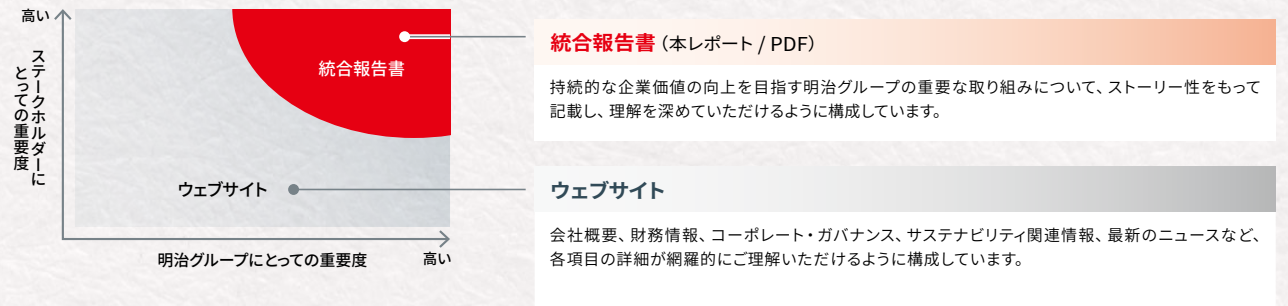 高い
ステークホルダーに
とっての重要度
統合報告書
ウェブサイト
明治グループにとっての重要度
高い
統合報告書（本レポート / PDF）
持続的な企業価値の向上を目指す明治グループの重要な取り組みについて、ストーリー性をもって
記載し、理解を深めていただけるように構成しています。
ウェブサイト
会社概要、財務情報、コーポレート・ガバナンス、サステナビリティ関連情報、最新のニュースなど、
各項目の詳細が網羅的にご理解いただけるように構成しています。